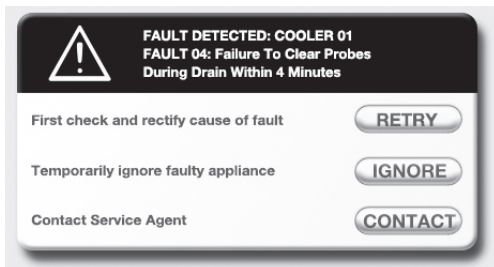 FAULT DETECTED: COOLER 01
FAULT 04: Failure To Clear Probes
During Drain Within 4 Minutes
First check and rectify cause of fault
RETRY
Temporarily ignore faulty appliance
IGNORE
Contact Service Agent
CONTACT